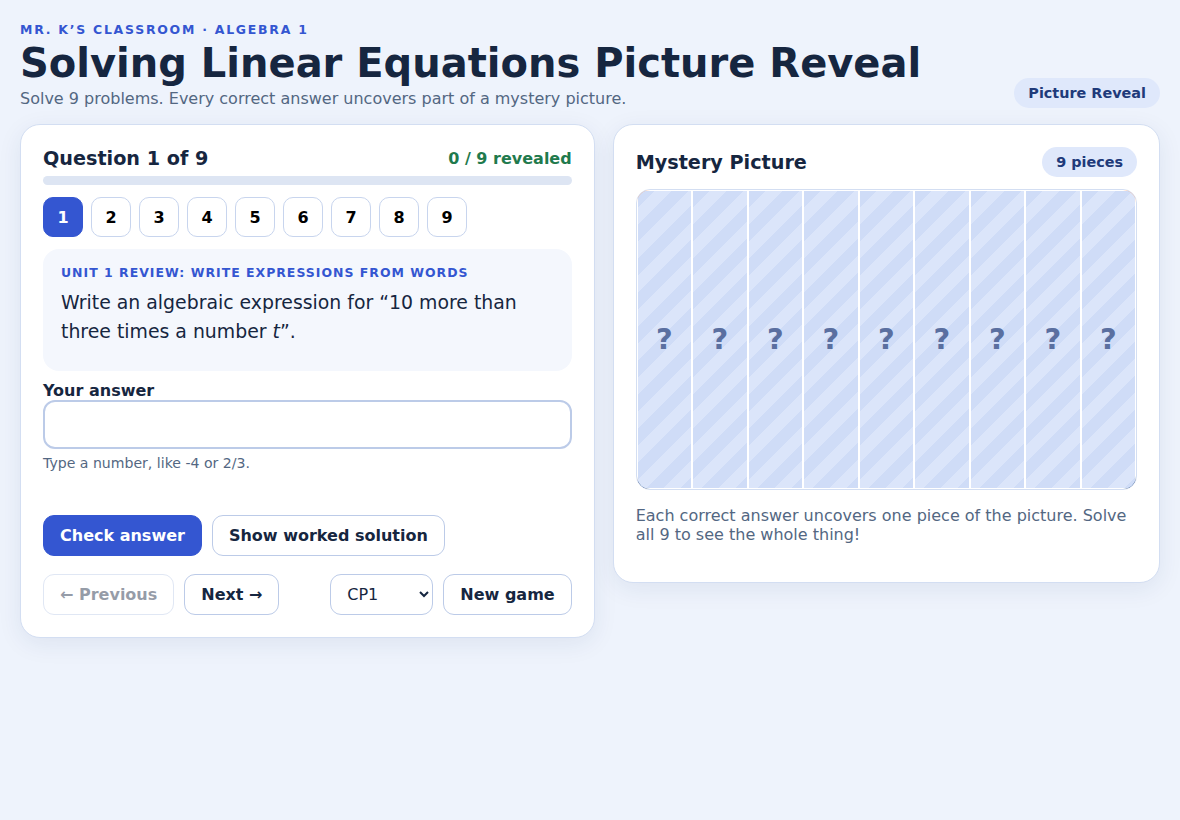 MR. K’S CLASSROOM · ALGEBRA 1
Solving Linear Equations Picture Reveal
Solve 9 problems. Every correct answer uncovers part of a mystery picture.
Picture Reveal
Question 1 of 9
0 / 9 revealed
1 2 3 4 5 6 7 8 9
UNIT 1 REVIEW: WRITE EXPRESSIONS FROM WORDS
Write an algebraic expression for “10 more than
three times a number t”.
Your answer
Type a number, like -4 or 2/3.
Check answer
Show worked solution
← Previous
Next →
CP1
New game
Mystery Picture
9 pieces
? ? ? ? ? ? ? ? ?
Each correct answer uncovers one piece of the picture. Solve
all 9 to see the whole thing!